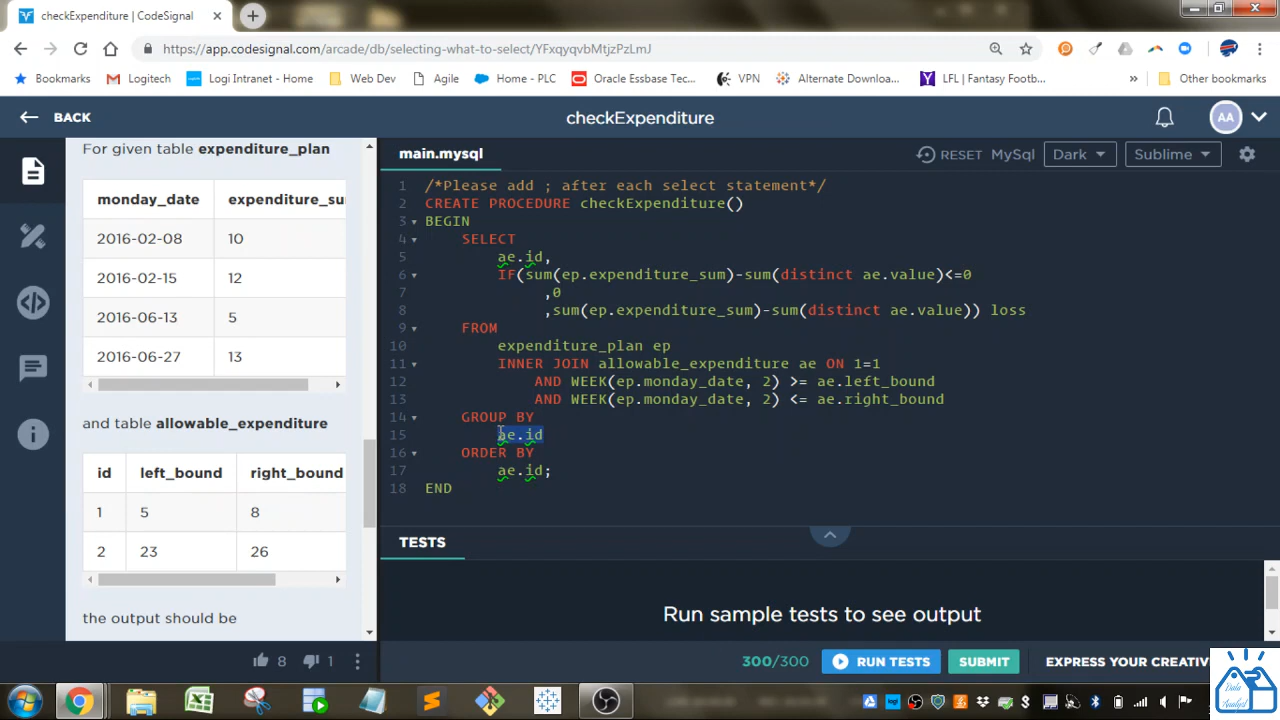 checkExpenditure | CodeSignal
https://app.codesignal.com/arcade/db/selecting-what-to-select/YFxqyqvbMtjzPzLmJ
Bookmarks Logitech Logi Intranet - Home Web Dev Agile Home - PLC Oracle Essbase Tec... VPN Alternate Downloa... LFL | Fantasy Footb... » Other bookmarks
BACK checkExpenditure AA
For given table expenditure_plan
monday_date expenditure_su
2016-02-08 10
2016-02-15 12
2016-06-13 5
2016-06-27 13
and table allowable_expenditure
id left_bound right_bound
1 5 8
2 23 26
the output should be
8 1
main.mysql RESET MySql Dark Sublime
1 /*Please add ; after each select statement*/
2 CREATE PROCEDURE checkExpenditure()
3 BEGIN
4 SELECT
5 ae.id,
6 IF(sum(ep.expenditure_sum)-sum(distinct ae.value)<=0
7 ,0
8 ,sum(ep.expenditure_sum)-sum(distinct ae.value)) loss
9 FROM
10 expenditure_plan ep
11 INNER JOIN allowable_expenditure ae ON 1=1
12 AND WEEK(ep.monday_date, 2) >= ae.left_bound
13 AND WEEK(ep.monday_date, 2) <= ae.right_bound
14 GROUP BY
15 ae.id
16 ORDER BY
17 ae.id;
18 END
TESTS
Run sample tests to see output
300/300 RUN TESTS SUBMIT EXPRESS YOUR CREATIV
Data
Analyst